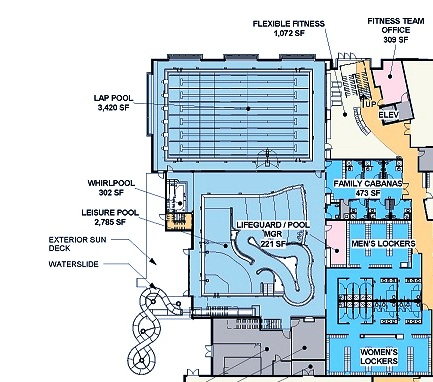 FLEXIBLE FITNESS
1,072 SF
FITNESS TEAM
OFFICE
309 SF
LAP POOL
3,420 SF
UP
ELEV
WHIRLPOOL
302 SF
FAMILY CABANAS
473 SF
LEISURE POOL
2,785 SF
LIFEGUARD / POOL
MGR
221 SF
MEN'S LOCKERS
EXTERIOR SUN
DECK
WATERSLIDE
WOMEN'S
LOCKERS